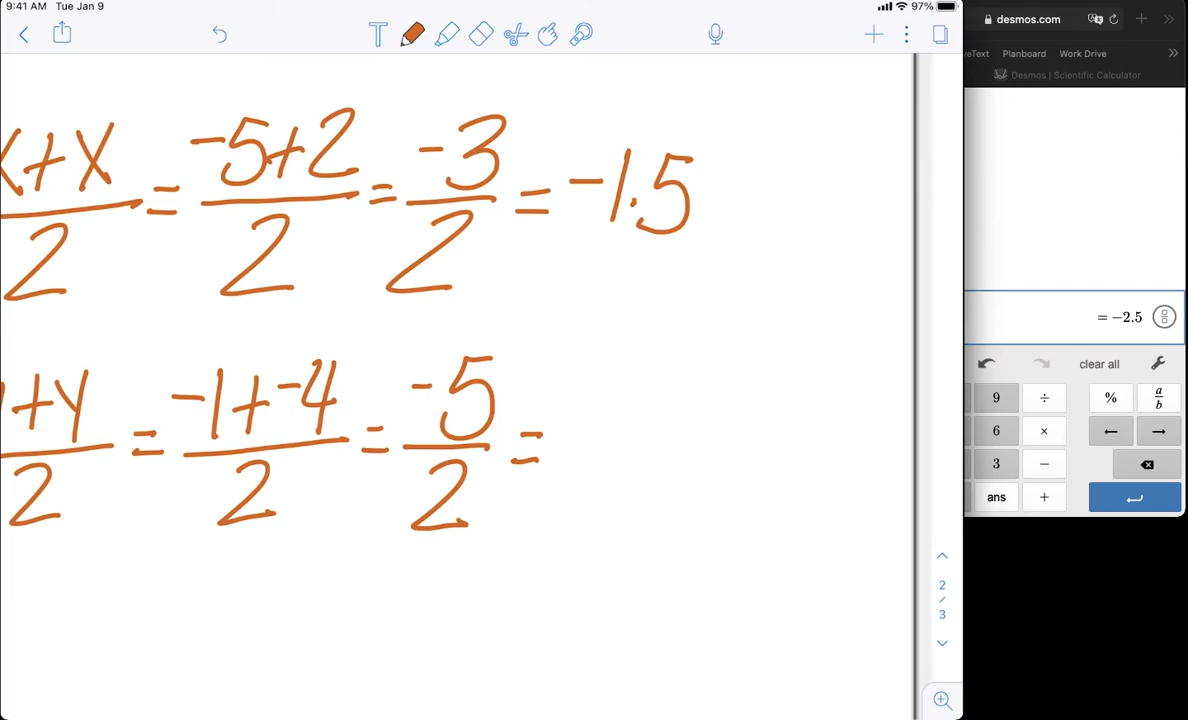 9:41 AM Tue Jan 9
97%
desmos.com
Planboard Work Drive
Desmos | Scientific Calculator
x+x/2 = -5+2/2 = -3/2 = -1.5
+y/2 = -1+-4/2 = -5/2 =
= -2.5
clear all
9 ÷ % a/b
6 × ← →
3 −
ans +
2 / 3